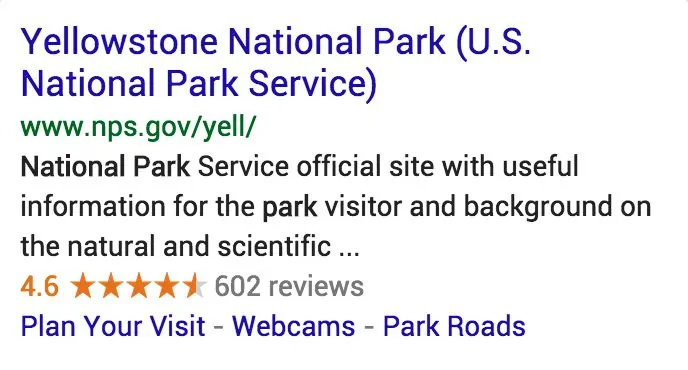 Yellowstone National Park (U.S.
National Park Service)
www.nps.gov/yell/
National Park Service official site with useful
information for the park visitor and background on
the natural and scientific ...
4.6 602 reviews
Plan Your Visit - Webcams - Park Roads